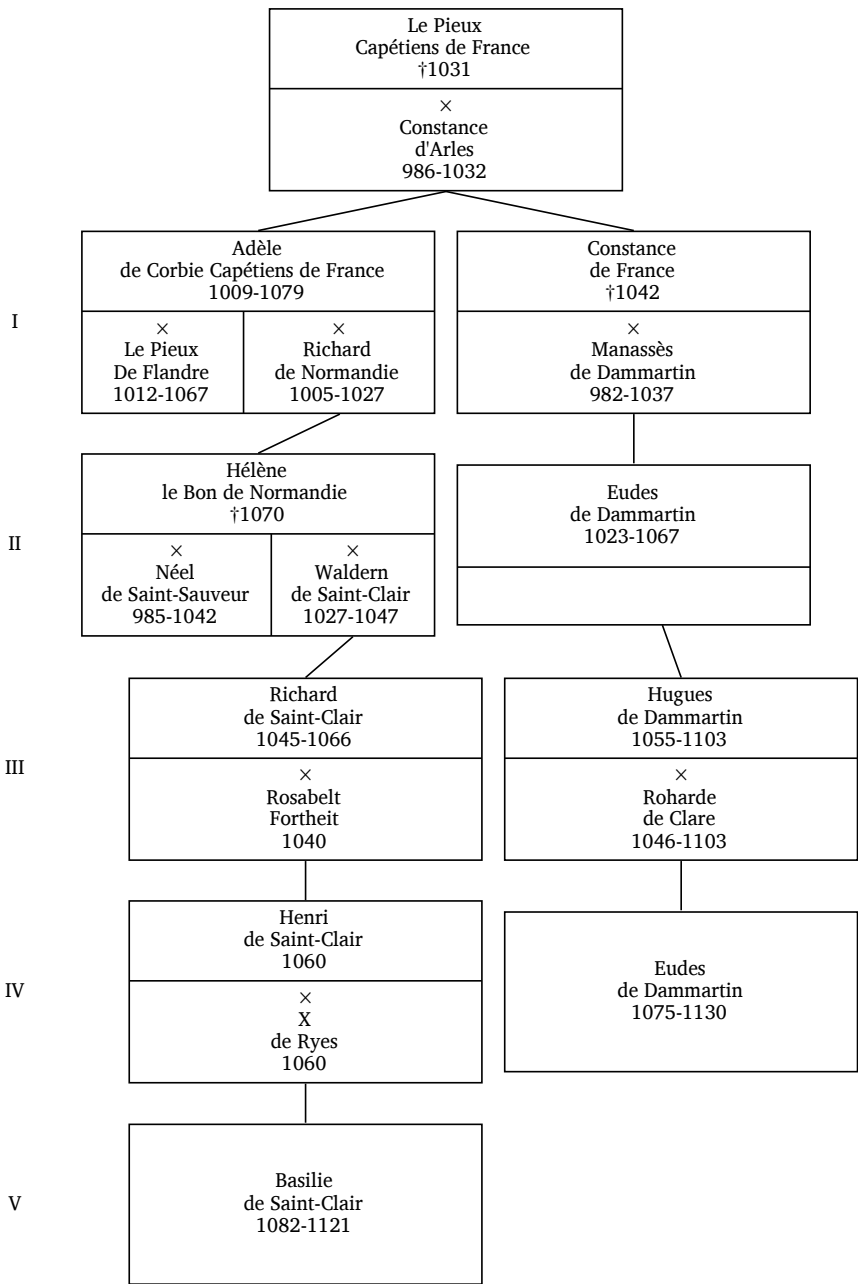 Le Pieux
Capétiens de France
†1031
×
Constance
d'Arles
986-1032
I
Adèle
de Corbie Capétiens de France
1009-1079
×
Le Pieux
De Flandre
1012-1067
×
Richard
de Normandie
1005-1027
Constance
de France
†1042
×
Manassès
de Dammartin
982-1037
II
Hélène
le Bon de Normandie
†1070
×
Néel
de Saint-Sauveur
985-1042
×
Waldern
de Saint-Clair
1027-1047
Eudes
de Dammartin
1023-1067
III
Richard
de Saint-Clair
1045-1066
×
Rosabelt
Fortheit
1040
Hugues
de Dammartin
1055-1103
×
Roharde
de Clare
1046-1103
IV
Henri
de Saint-Clair
1060
×
X
de Ryes
1060
Eudes
de Dammartin
1075-1130
V
Basilie
de Saint-Clair
1082-1121